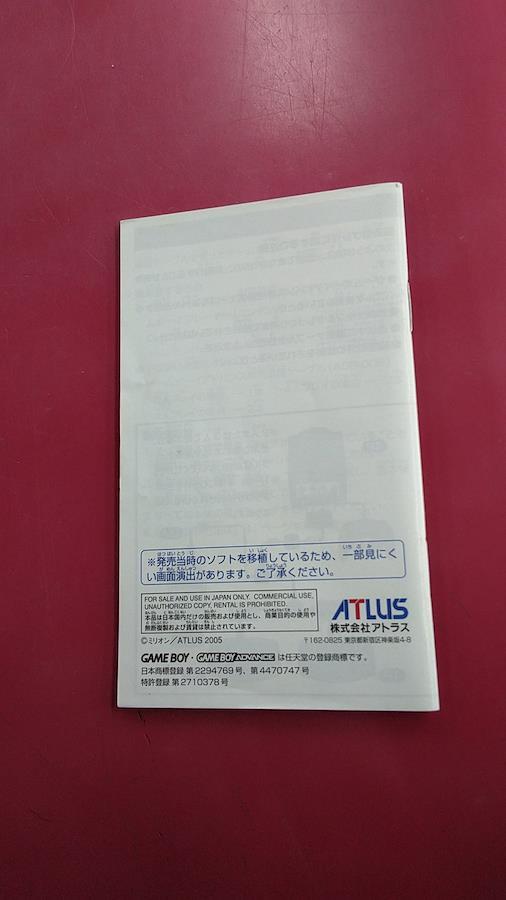 ※発売当時のソフトを移植しているため、一部見にく
い画面演出があります。ご了承ください。
FOR SALE AND USE IN JAPAN ONLY. COMMERCIAL USE,
UNAUTHORIZED COPY, RENTAL IS PROHIBITED.
本品は日本国内だけの販売および使用とし、商業目的の使用や
無断複製および賃貸は禁止されています。
ATLUS
株式会社アトラス
〒162-0825 東京都新宿区神楽坂4-8
©ミリオン/ATLUS 2005
GAME BOY・GAME BOY ADVANCE は任天堂の登録商標です。
日本商標登録 第2294769号、第4470747号
特許登録 第2710378号